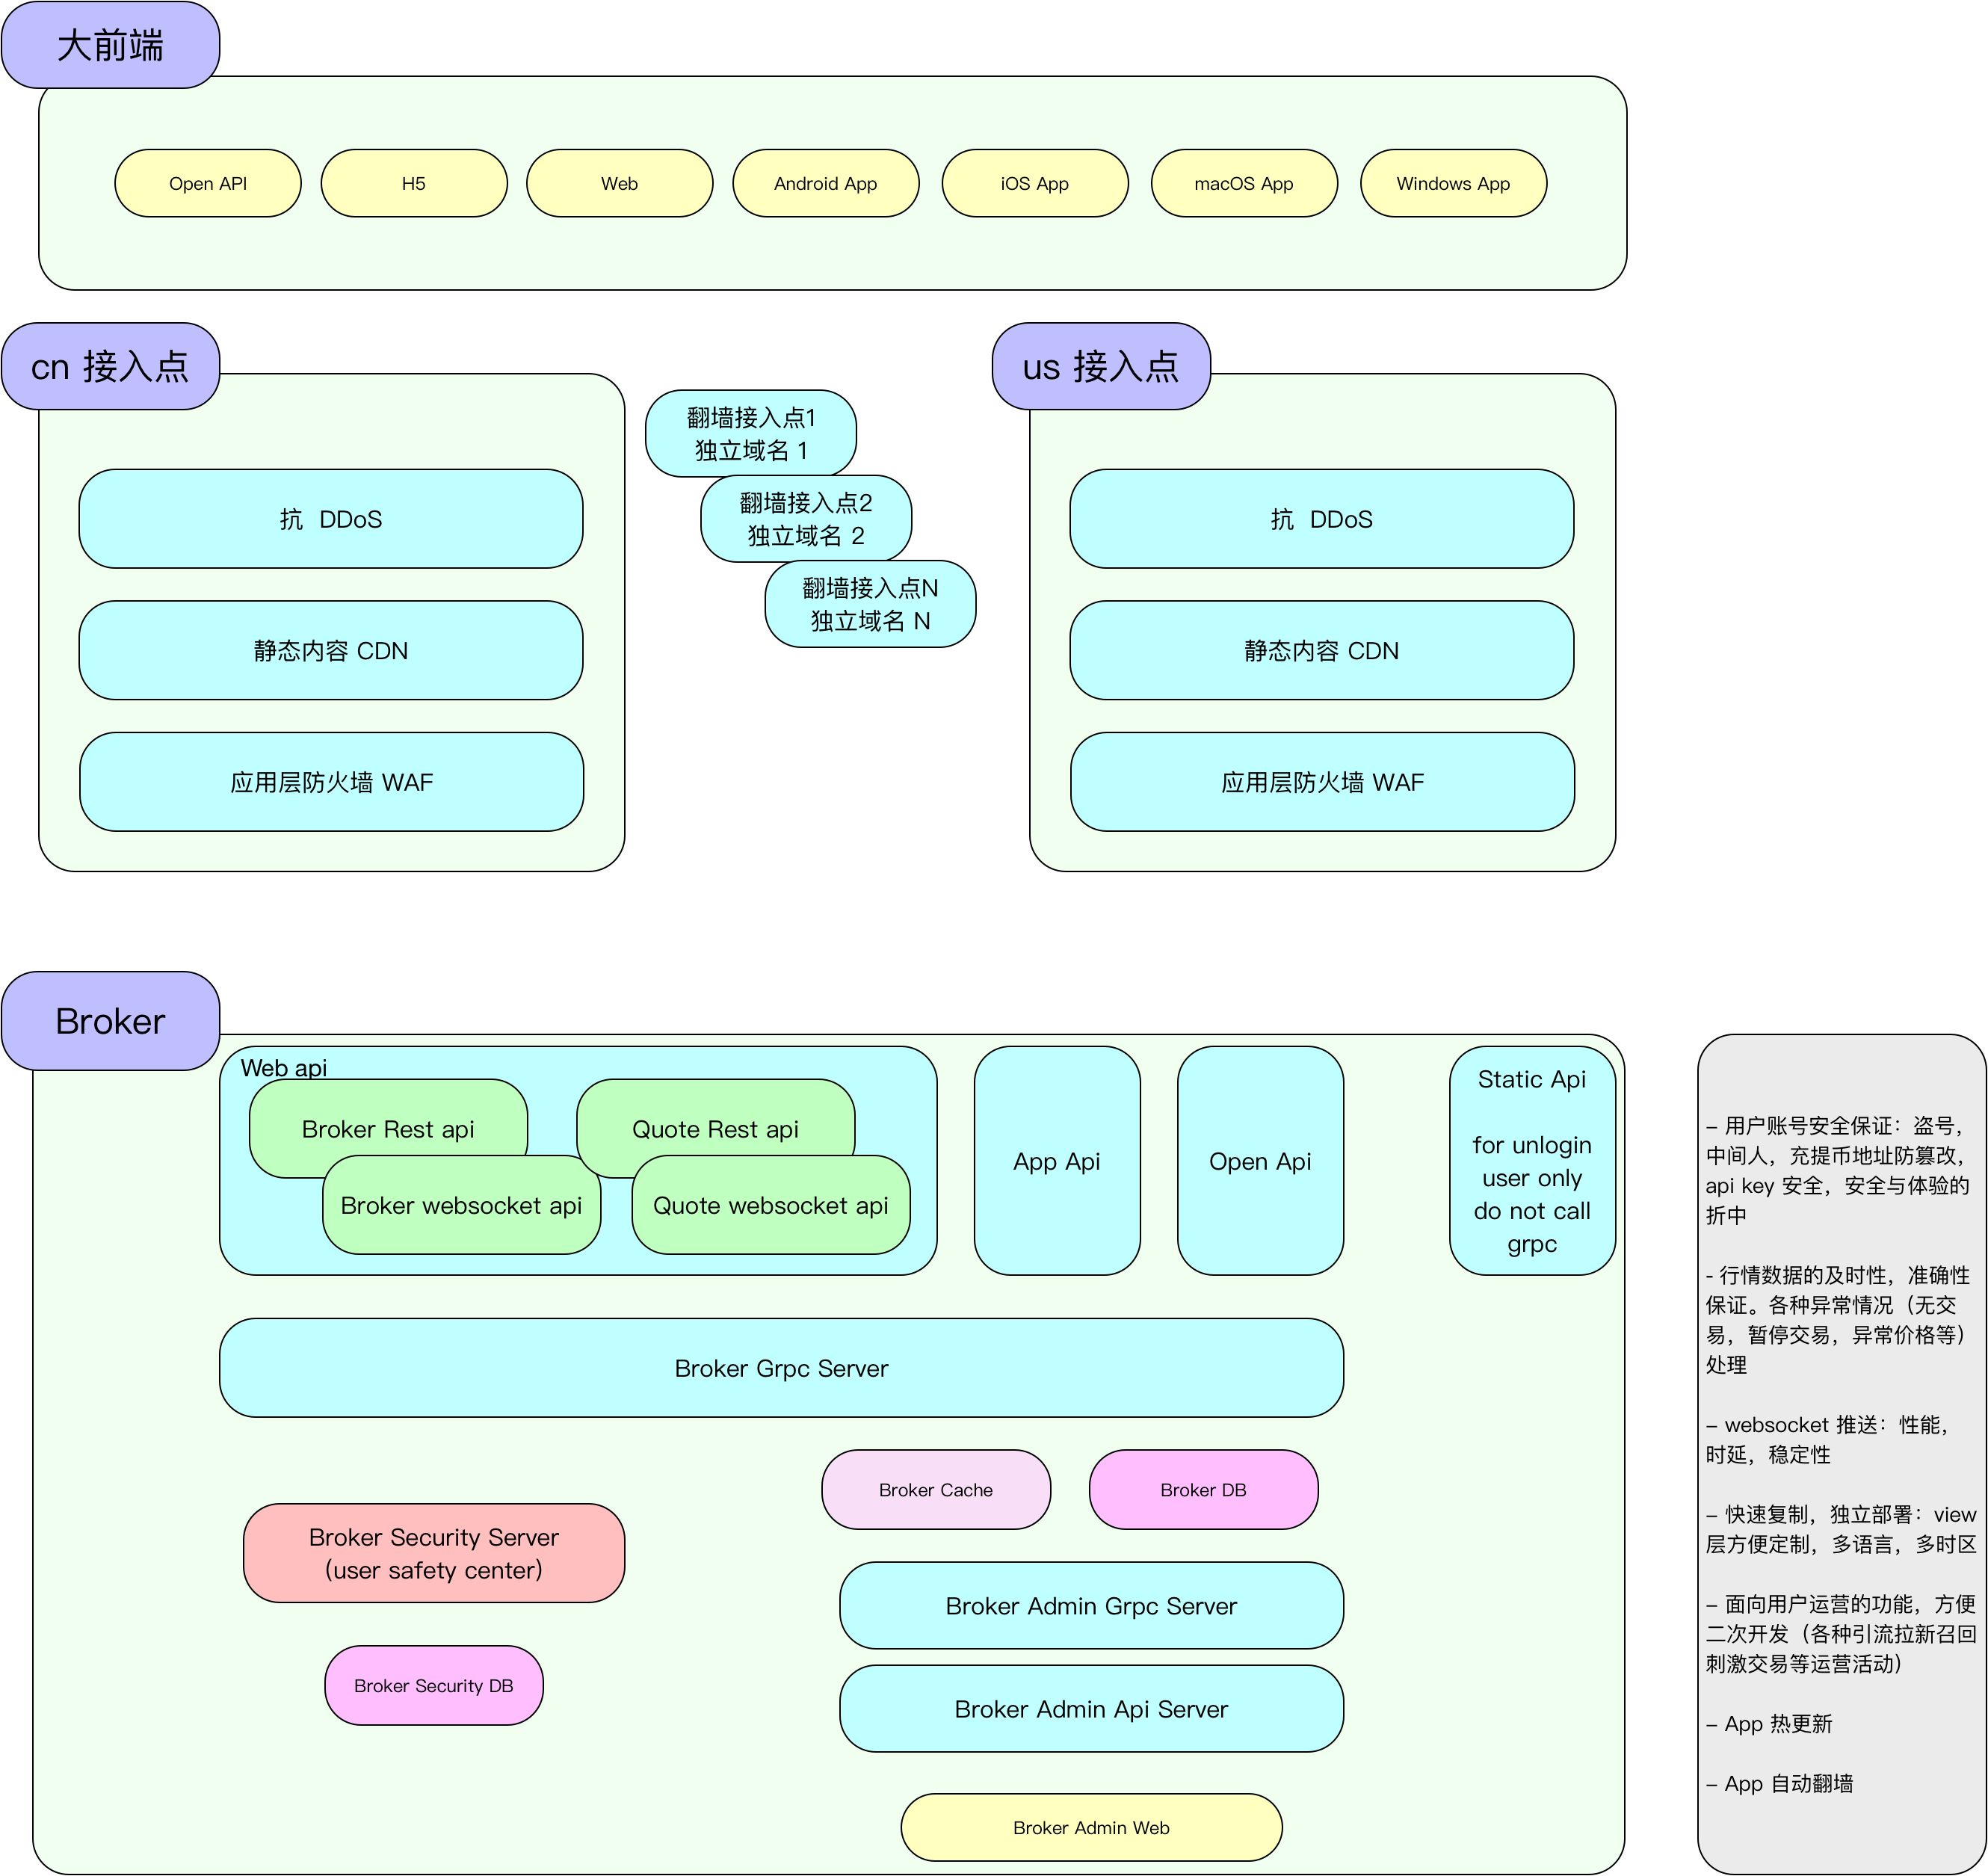 大前端
Open API
H5
Web
Android App
iOS App
macOS App
Windows App
cn 接入点
抗 DDoS
静态内容 CDN
应用层防火墙 WAF
翻墙接入点1
独立域名 1
翻墙接入点2
独立域名 2
翻墙接入点N
独立域名 N
us 接入点
抗 DDoS
静态内容 CDN
应用层防火墙 WAF
Broker
Web api
Broker Rest api
Quote Rest api
Broker websocket api
Quote websocket api
App Api
Open Api
Static Api
for unlogin
user only
do not call
grpc
Broker Grpc Server
Broker Cache
Broker DB
Broker Security Server
（user safety center）
Broker Security DB
Broker Admin Grpc Server
Broker Admin Api Server
Broker Admin Web
– 用户账号安全保证：盗号，
中间人，充提币地址防篡改，
api key 安全，安全与体验的
折中
- 行情数据的及时性，准确性
保证。各种异常情况（无交
易，暂停交易，异常价格等）
处理
– websocket 推送：性能，
时延，稳定性
– 快速复制，独立部署：view
层方便定制，多语言，多时区
– 面向用户运营的功能，方便
二次开发（各种引流拉新召回
刺激交易等运营活动）
– App 热更新
– App 自动翻墙